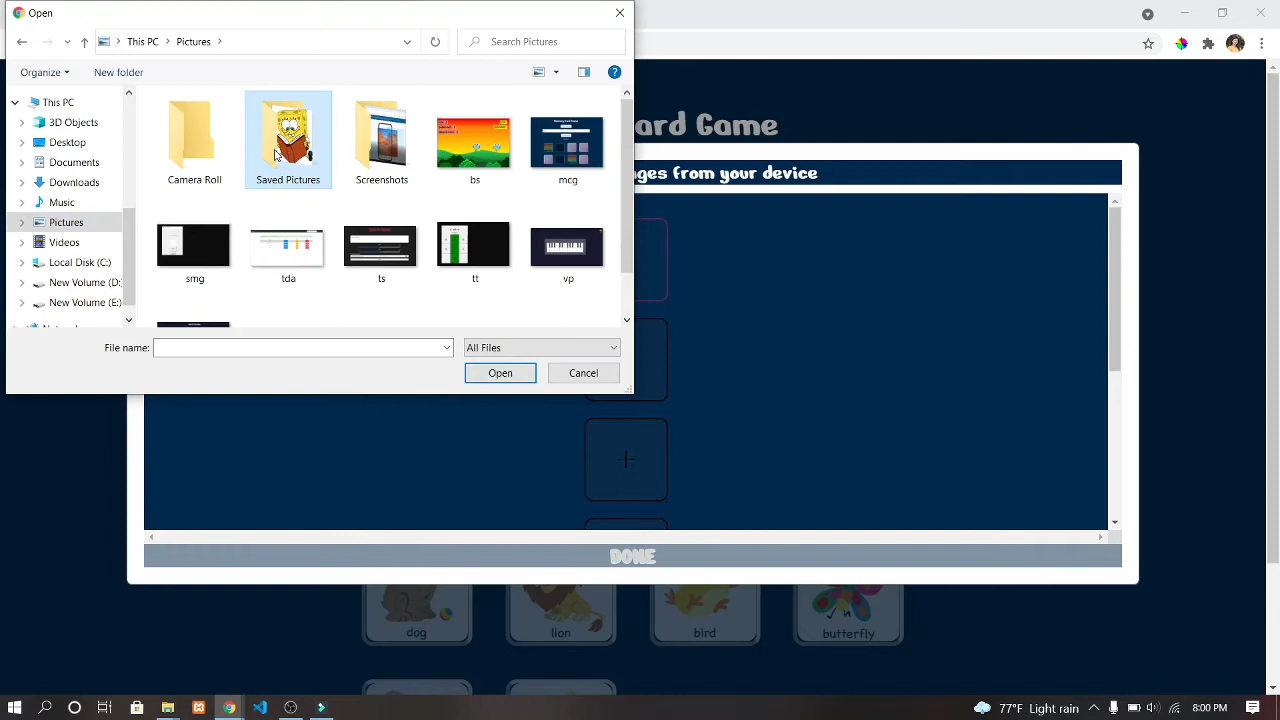 Open
This PC
Pictures
Search Pictures
Organize
New folder
This PC
3D Objects
Desktop
Documents
Downloads
Music
Pictures
Videos
Local Disk (C:)
New Volume (D:
New Volume (E:)
Camera Roll
Saved Pictures
Screenshots
bs
mcg
smg
tda
ts
tt
vp
File name:
All Files
Open
Cancel
ard Game
ges from your device
+
DONE
dog
lion
bird
butterfly
77°F Light rain
8:00 PM